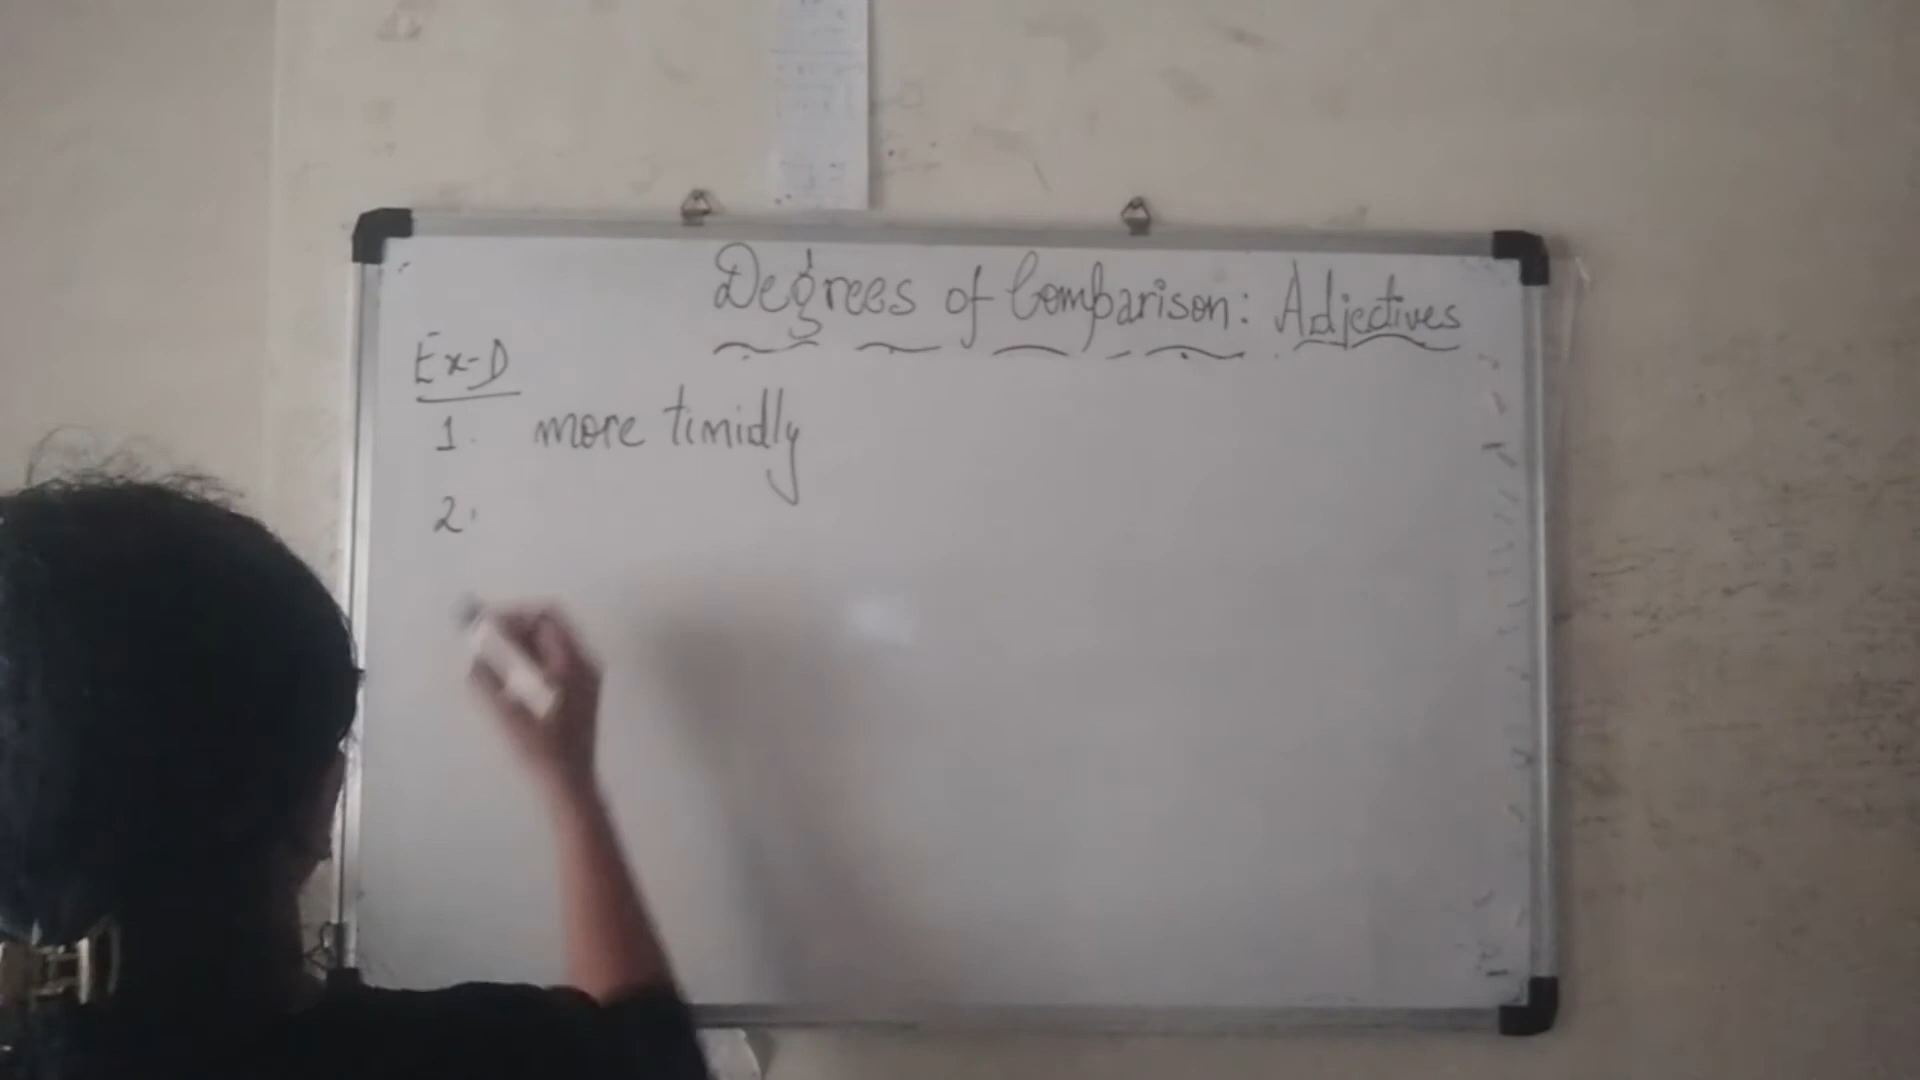 Degrees of Comparison: Adjectives
Ex-D
1. more timidly
2.